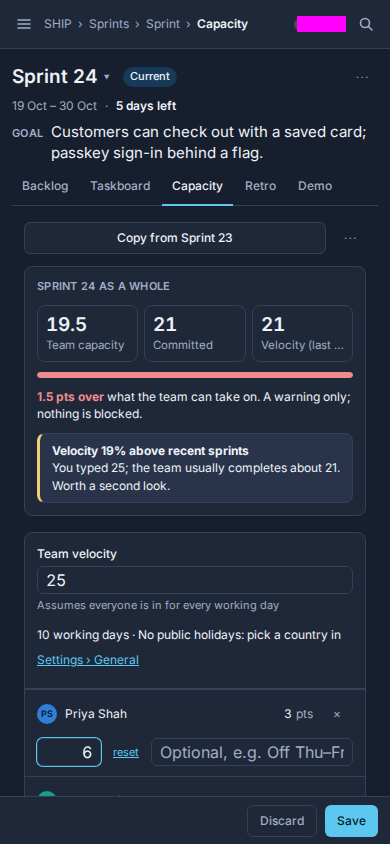 SHIP › Sprints › Sprint › Capacity
Sprint 24 ▾ Current ···
19 Oct – 30 Oct · 5 days left
GOAL Customers can check out with a saved card;
passkey sign-in behind a flag.
Backlog Taskboard Capacity Retro Demo
Copy from Sprint 23 ···
SPRINT 24 AS A WHOLE
19.5 21 21
Team capacity Committed Velocity (last ...
1.5 pts over what the team can take on. A warning only;
nothing is blocked.
Velocity 19% above recent sprints
You typed 25; the team usually completes about 21.
Worth a second look.
Team velocity
25
Assumes everyone is in for every working day
10 working days · No public holidays: pick a country in
Settings › General
PS Priya Shah 3 pts ×
6 reset Optional, e.g. Off Thu–Fr
Discard Save